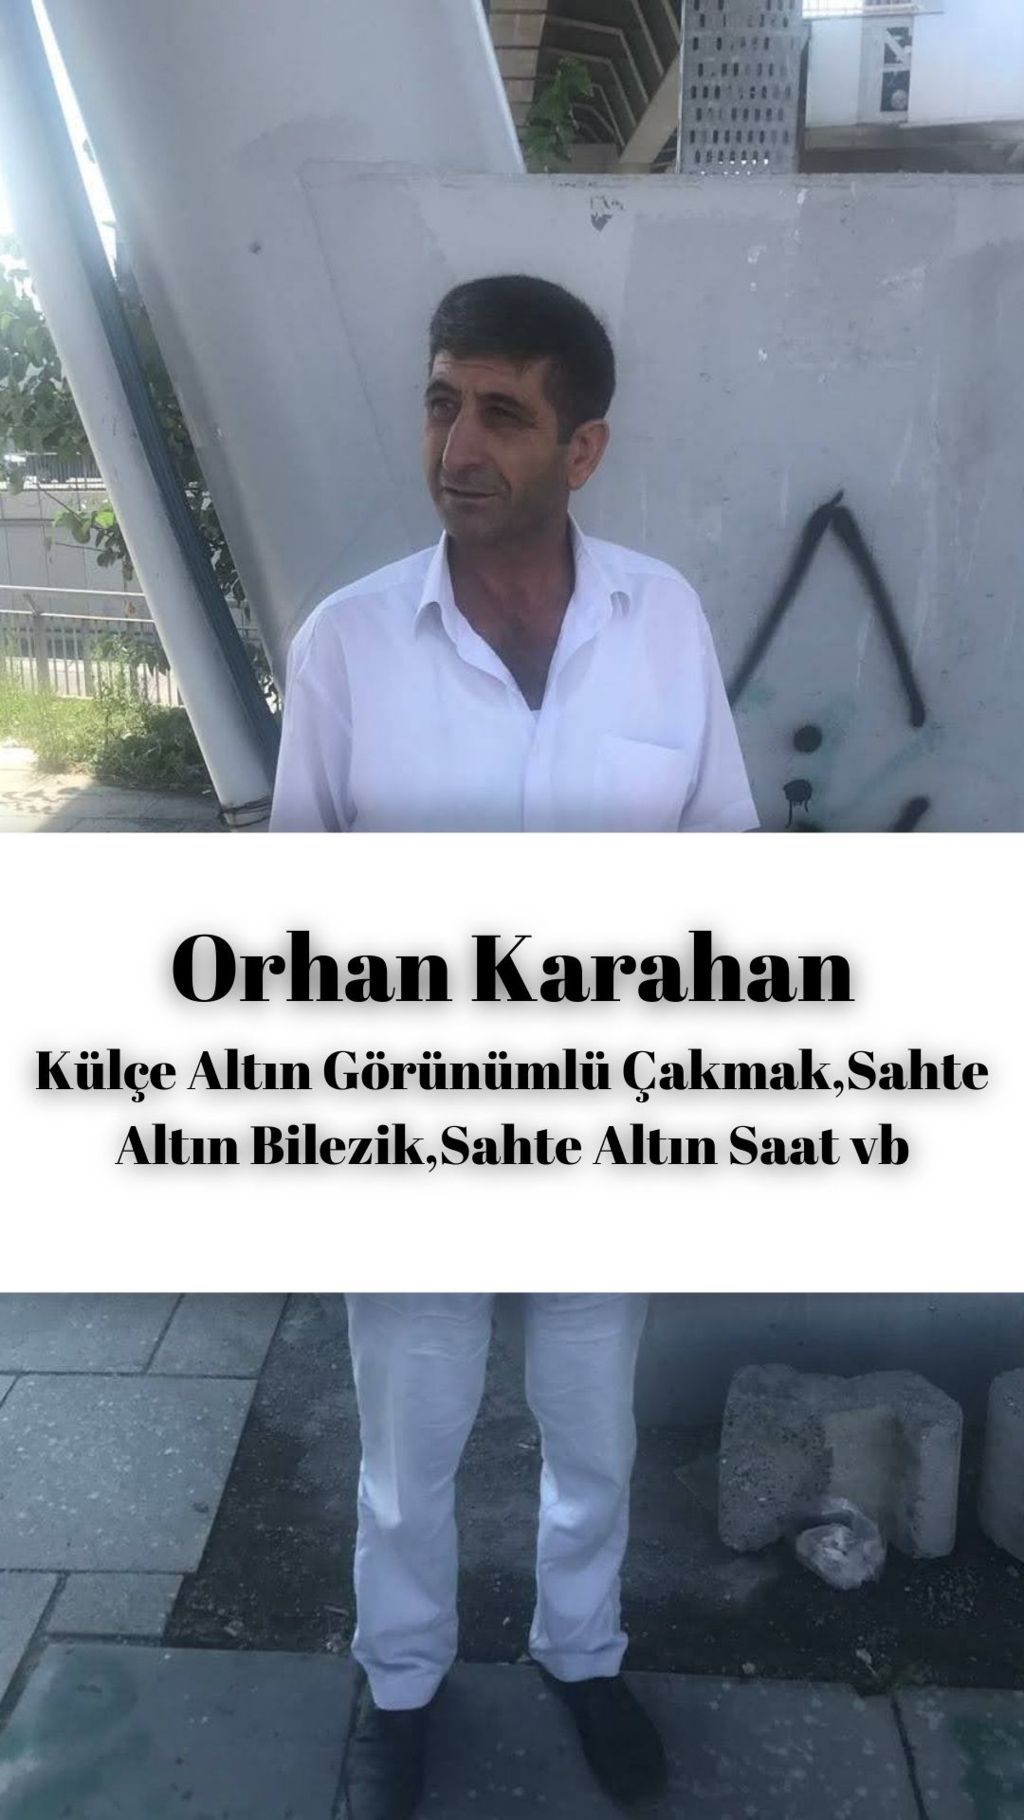 Orhan Karahan
Külçe Altın Görünümlü Çakmak,Sahte
Altın Bilezik,Sahte Altın Saat vb